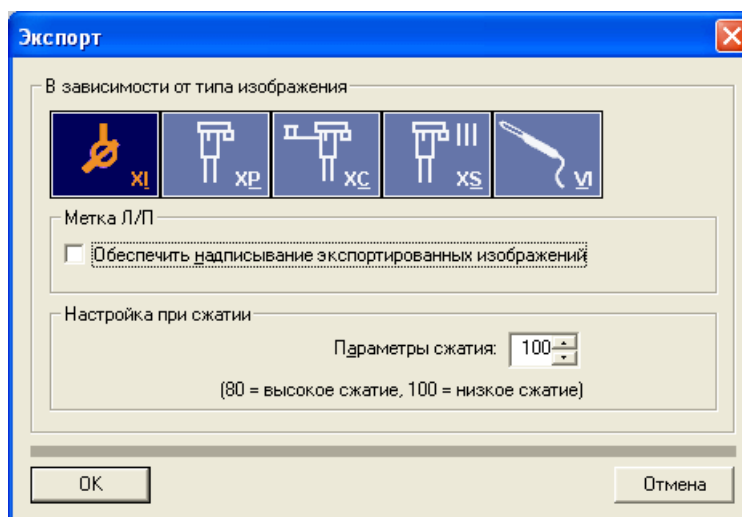 Экспорт
В зависимости от типа изображения
XI XP XC XS VI
Метка Л/П
Обеспечить надписывание экспортированных изображений
Настройка при сжатии
Параметры сжатия: 100
(80 = высокое сжатие, 100 = низкое сжатие)
OK Отмена